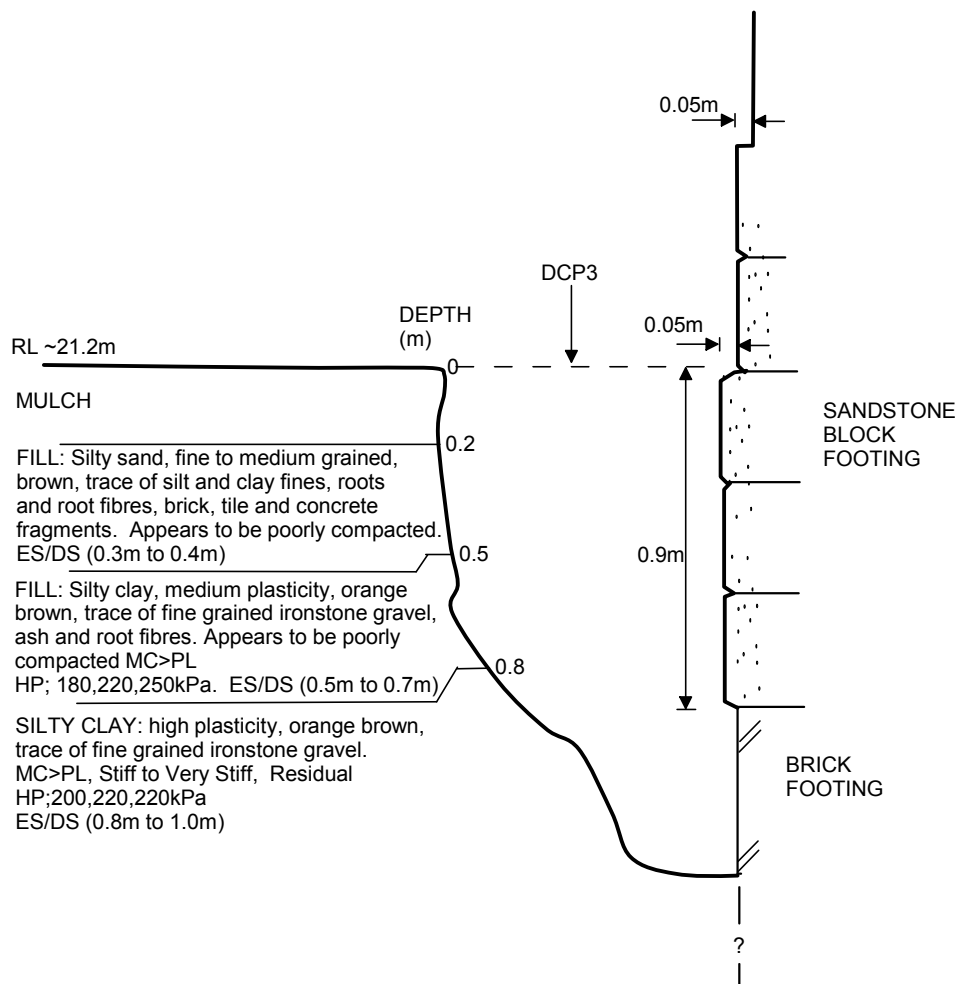 0.05m
DCP3
DEPTH
(m)
0.05m
RL ~21.2m
0
MULCH
SANDSTONE
BLOCK
FOOTING
0.2
FILL: Silty sand, fine to medium grained,
brown, trace of silt and clay fines, roots
and root fibres, brick, tile and concrete
fragments. Appears to be poorly compacted.
ES/DS (0.3m to 0.4m)
0.5
0.9m
FILL: Silty clay, medium plasticity, orange
brown, trace of fine grained ironstone gravel,
ash and root fibres. Appears to be poorly
compacted MC>PL
HP; 180,220,250kPa. ES/DS (0.5m to 0.7m)
0.8
SILTY CLAY: high plasticity, orange brown,
trace of fine grained ironstone gravel.
MC>PL, Stiff to Very Stiff, Residual
HP;200,220,220kPa
ES/DS (0.8m to 1.0m)
BRICK
FOOTING
?